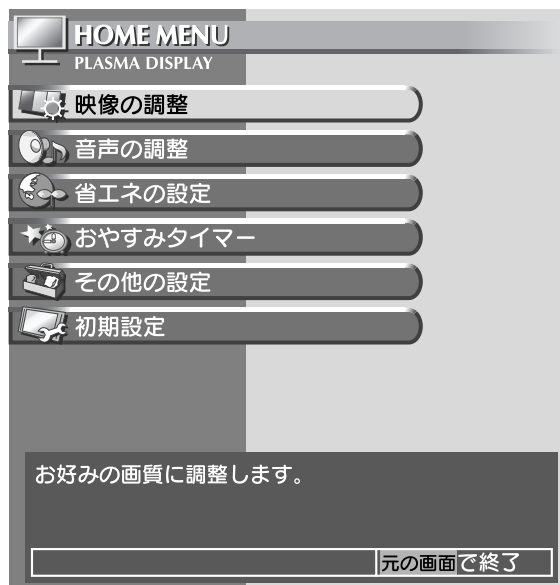 HOME MENU
PLASMA DISPLAY
映像の調整
音声の調整
省エネの設定
おやすみタイマー
その他の設定
初期設定
お好みの画質に調整します。
元の画面で終了